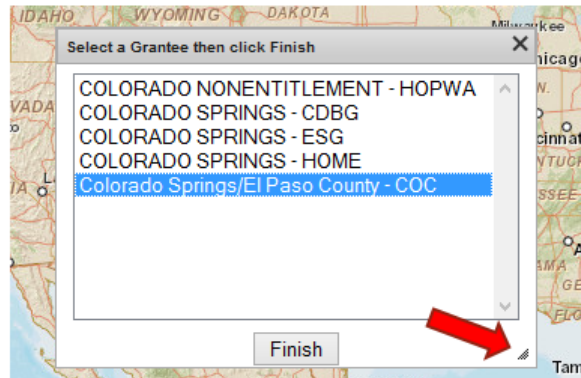 IDAHO
WYOMING
DAKOTA
Select a Grantee then click Finish
COLORADO NONENTITLEMENT - HOPWA
COLORADO SPRINGS - CDBG
COLORADO SPRINGS - ESG
COLORADO SPRINGS - HOME
Colorado Springs/El Paso County - COC
Finish